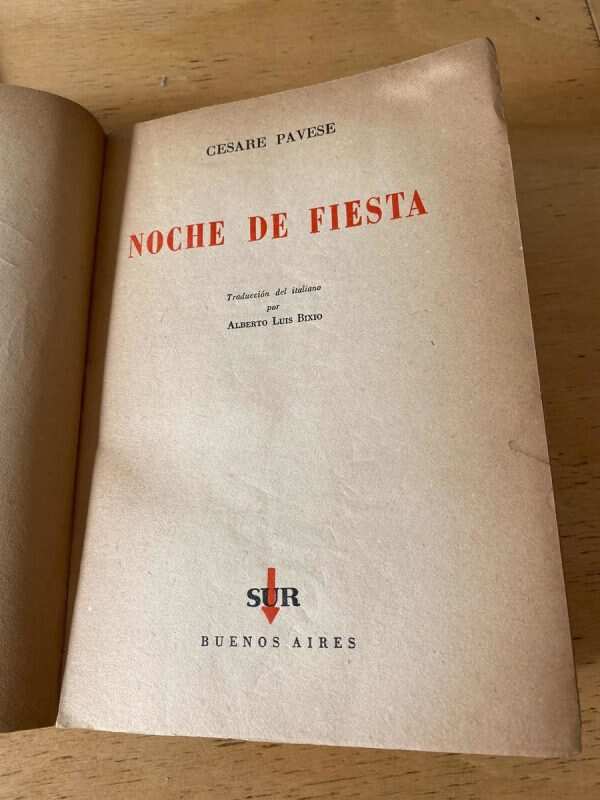 CESARE PAVESE
NOCHE DE FIESTA
Traducción del italiano
por
ALBERTO LUIS BIXIO
SUR
BUENOS AIRES